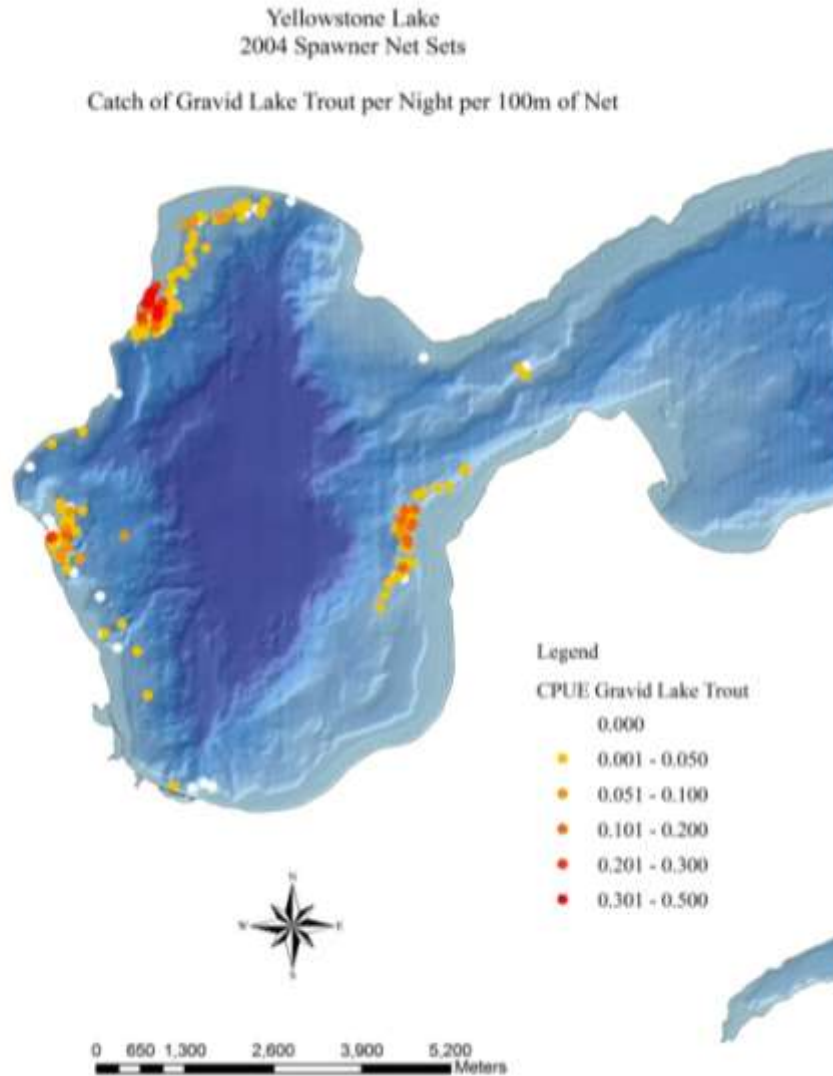 Yellowstone Lake
2004 Spawner Net Sets
Catch of Gravid Lake Trout per Night per 100m of Net
Legend
CPUE Gravid Lake Trout
0.000
0.001 - 0.050
0.051 - 0.100
0.101 - 0.200
0.201 - 0.300
0.301 - 0.500
N
W E
S
0 650 1,300 2,600 3,900 5,200
Meters